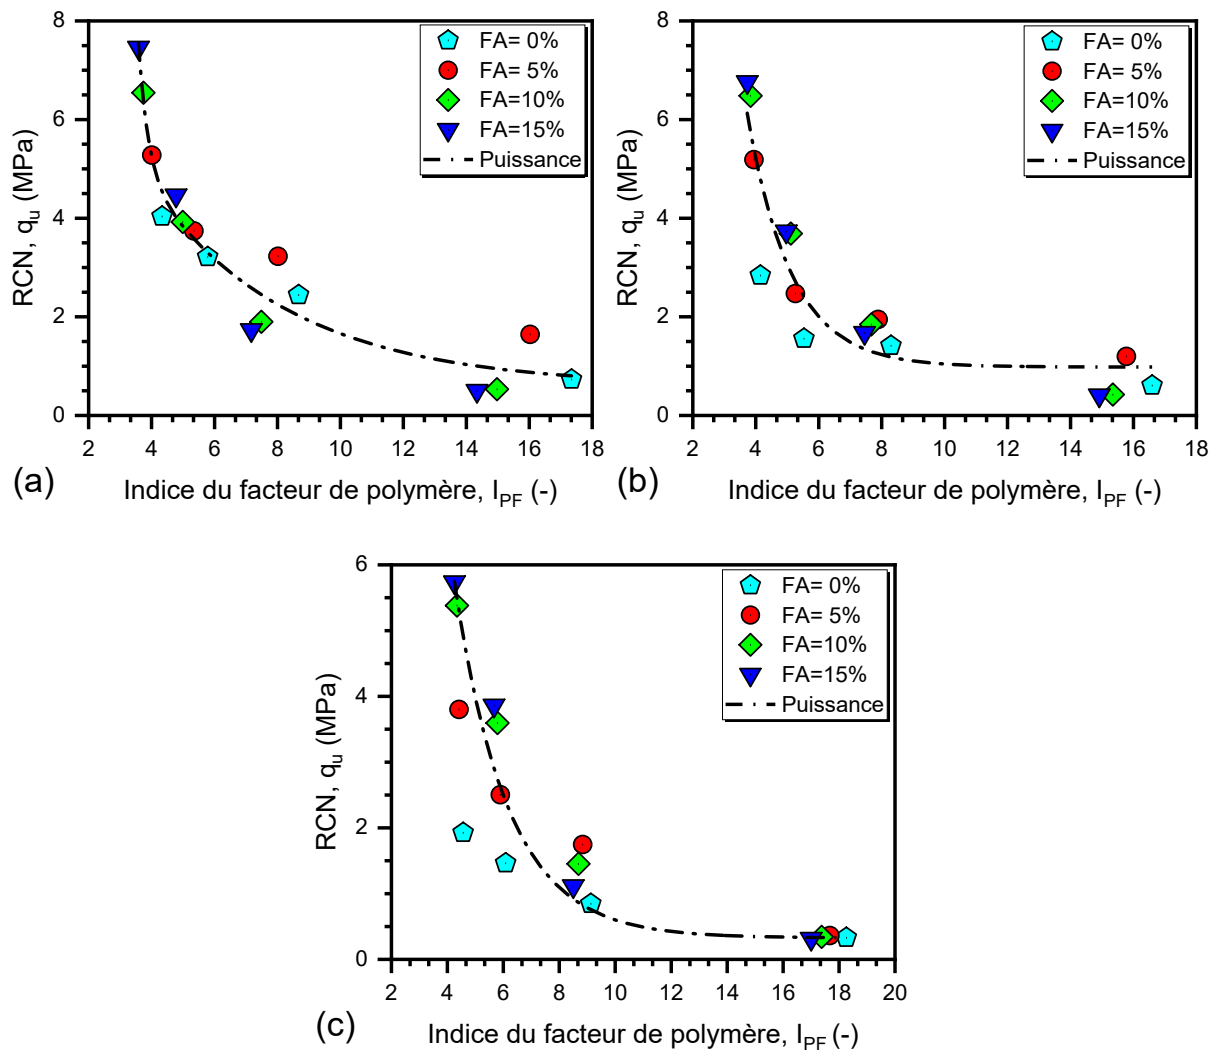 8
6
4
2
0
RCN, qu (MPa)
FA= 0%
FA= 5%
FA=10%
FA=15%
Puissance
2 4 6 8 10 12 14 16 18
(a) Indice du facteur de polymère, IPF (-)
8
6
4
2
0
RCN, qu (MPa)
FA= 0%
FA= 5%
FA=10%
FA=15%
Puissance
2 4 6 8 10 12 14 16 18
(b) Indice du facteur de polymère, IPF (-)
6
4
2
0
RCN, qu (MPa)
FA= 0%
FA= 5%
FA=10%
FA=15%
Puissance
2 4 6 8 10 12 14 16 18 20
(c) Indice du facteur de polymère, IPF (-)